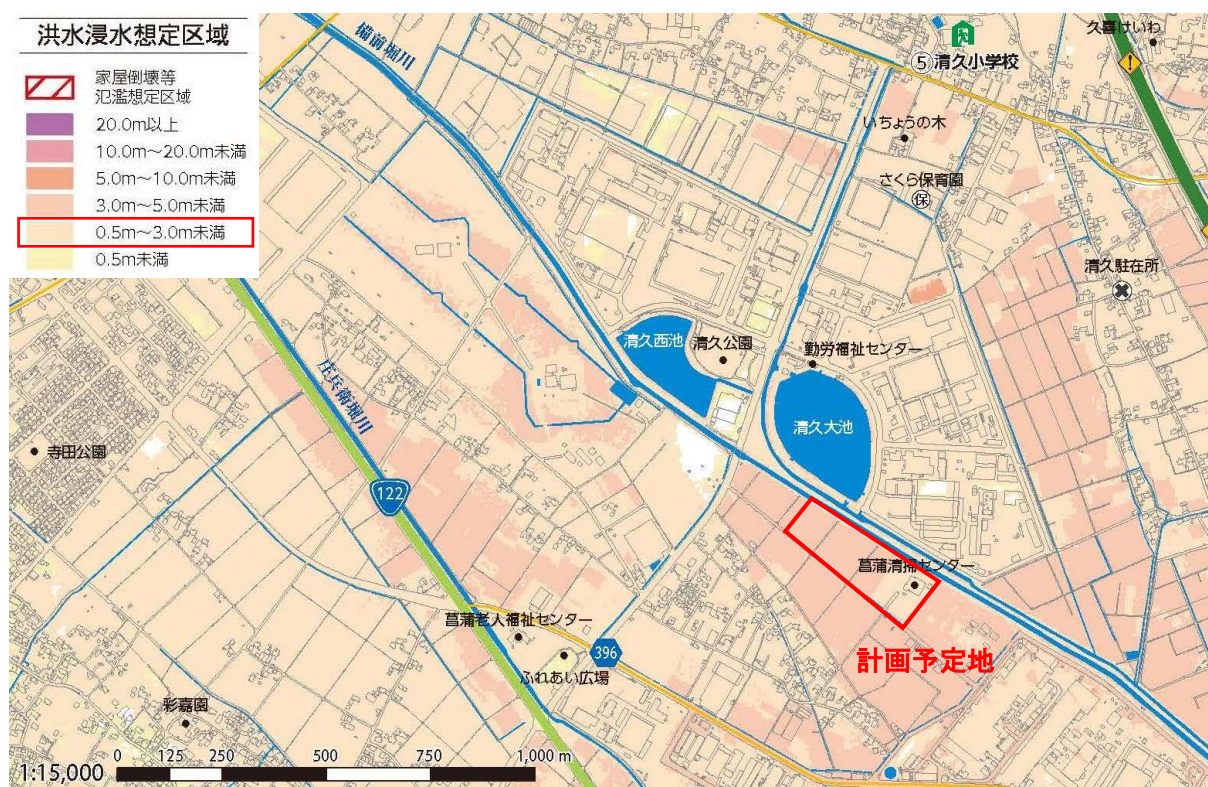 洪水浸水想定区域
家屋倒壊等
氾濫想定区域
20.0m以上
10.0m～20.0m未満
5.0m～10.0m未満
3.0m～5.0m未満
0.5m～3.0m未満
0.5m未満
備前堀川
久喜けいわ
⑤清久小学校
いちょうの木
さくら保育園
保
清久駐在所
清久西池
清久公園
勤労福祉センター
清久大池
庄兵衛堀川
寺田公園
122
菖蒲清掃センター
計画予定地
菖蒲老人福祉センター
396
ふれあい広場
彩嘉園
0 125 250 500 750 1,000 m
1:15,000